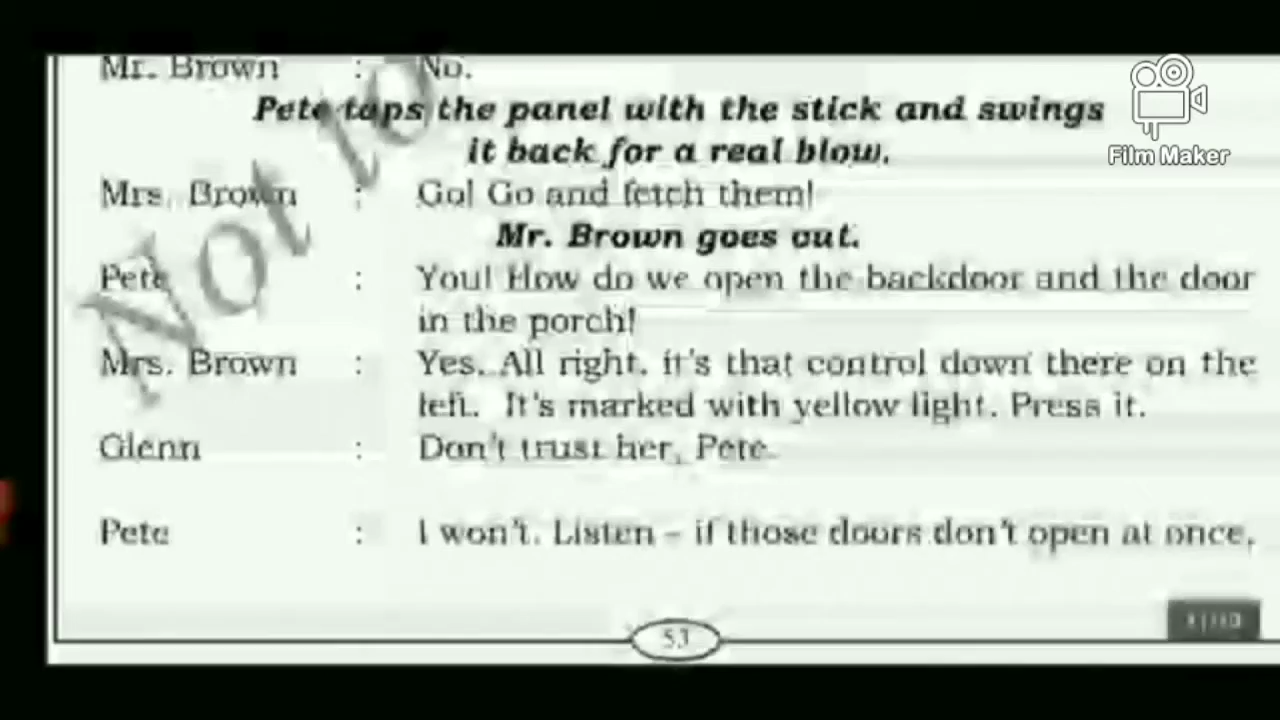 Mr. Brown : No.
Film Maker
Pete taps the panel with the stick and swings
it back for a real blow.
Mrs. Brown : Go! Go and fetch them!
Mr. Brown goes out.
Pete : You! How do we open the backdoor and the door
in the porch!
Mrs. Brown : Yes. All right. it's that control down there on the
left. It's marked with yellow light. Press it.
Glenn : Don't trust her, Pete.
Pete : I won't. Listen – if those doors don't open at once,
53
Not to